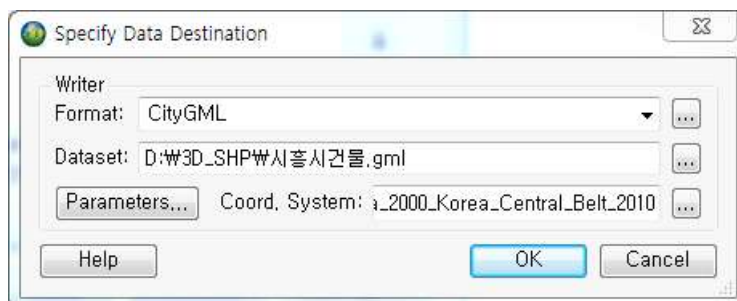 Specify Data Destination
Writer
Format: CityGML ...
Dataset: D:₩3D_SHP₩시흥시건물.gml ...
Parameters... Coord. System: a_2000_Korea_Central_Belt_2010 ...
Help OK Cancel